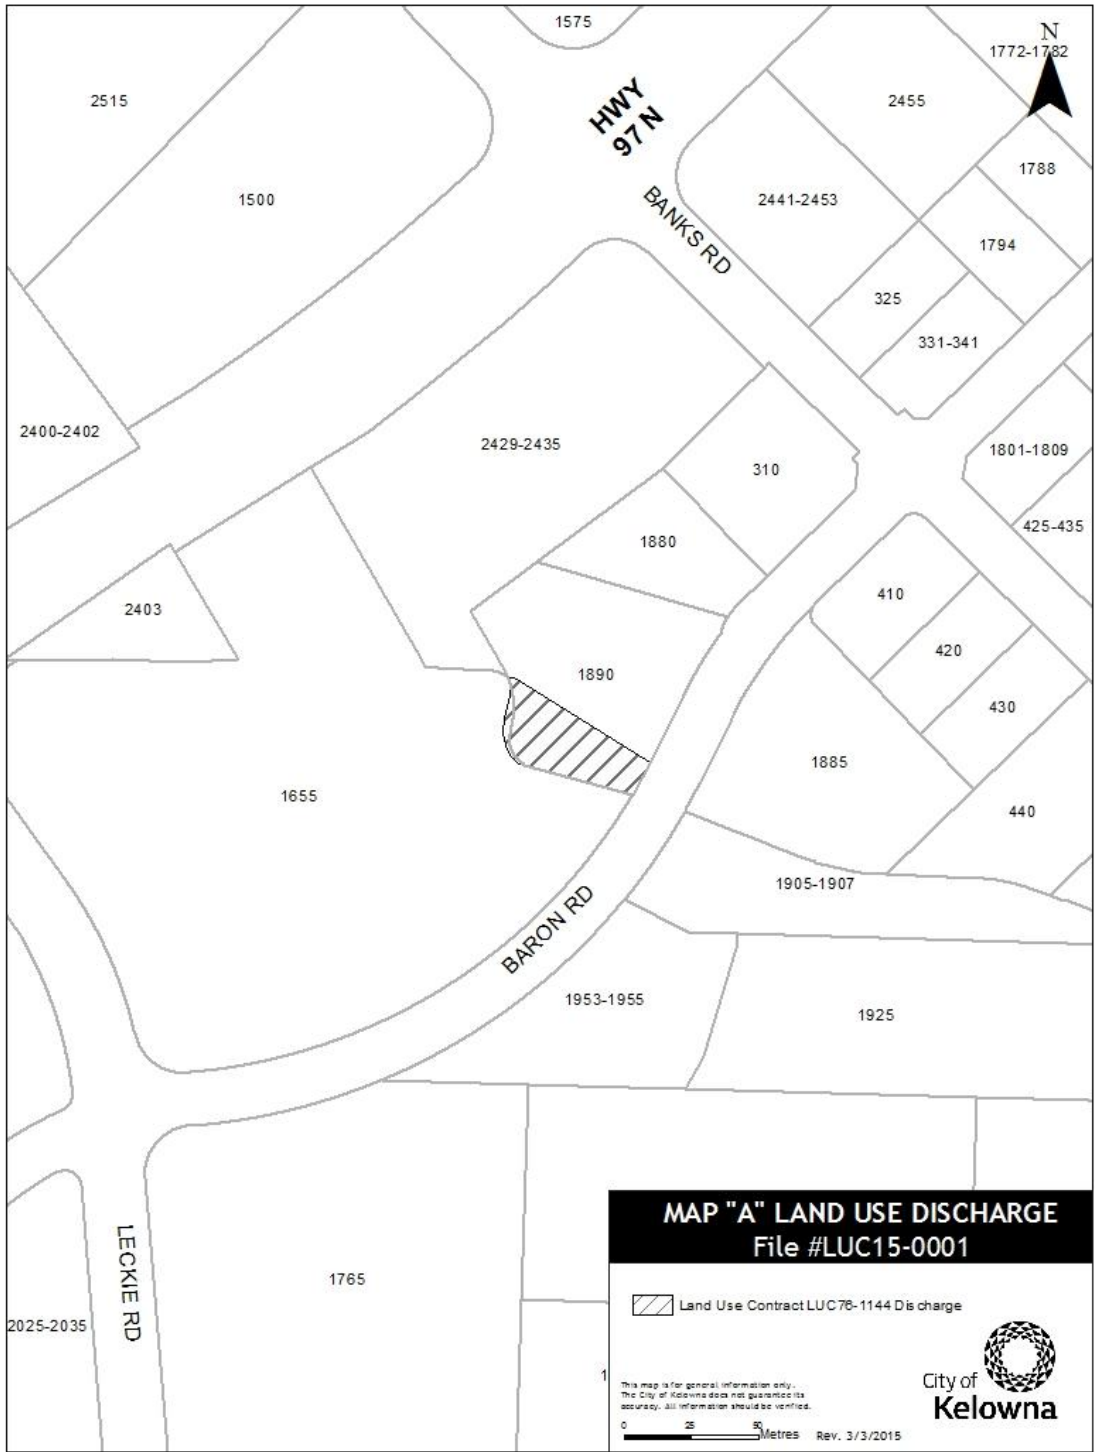 1575
N
1772-1782
2515
HWY
97 N
2455
1788
1500
BANKS RD
2441-2453
1794
325
331-341
2400-2402
2429-2435
310
1801-1809
425-435
1880
410
2403
420
1890
430
1885
1655
440
1905-1907
BARON RD
1953-1955
1925
MAP "A" LAND USE DISCHARGE
File #LUC15-0001
LECKIE RD
1765
2025-2035
Land Use Contract LUC76-1144 Discharge
1
This map is for general information only.
The City of Kelowna does not guarantee its
accuracy. All information should be verified.
0 25 50
Metres Rev. 3/3/2015
City of
Kelowna